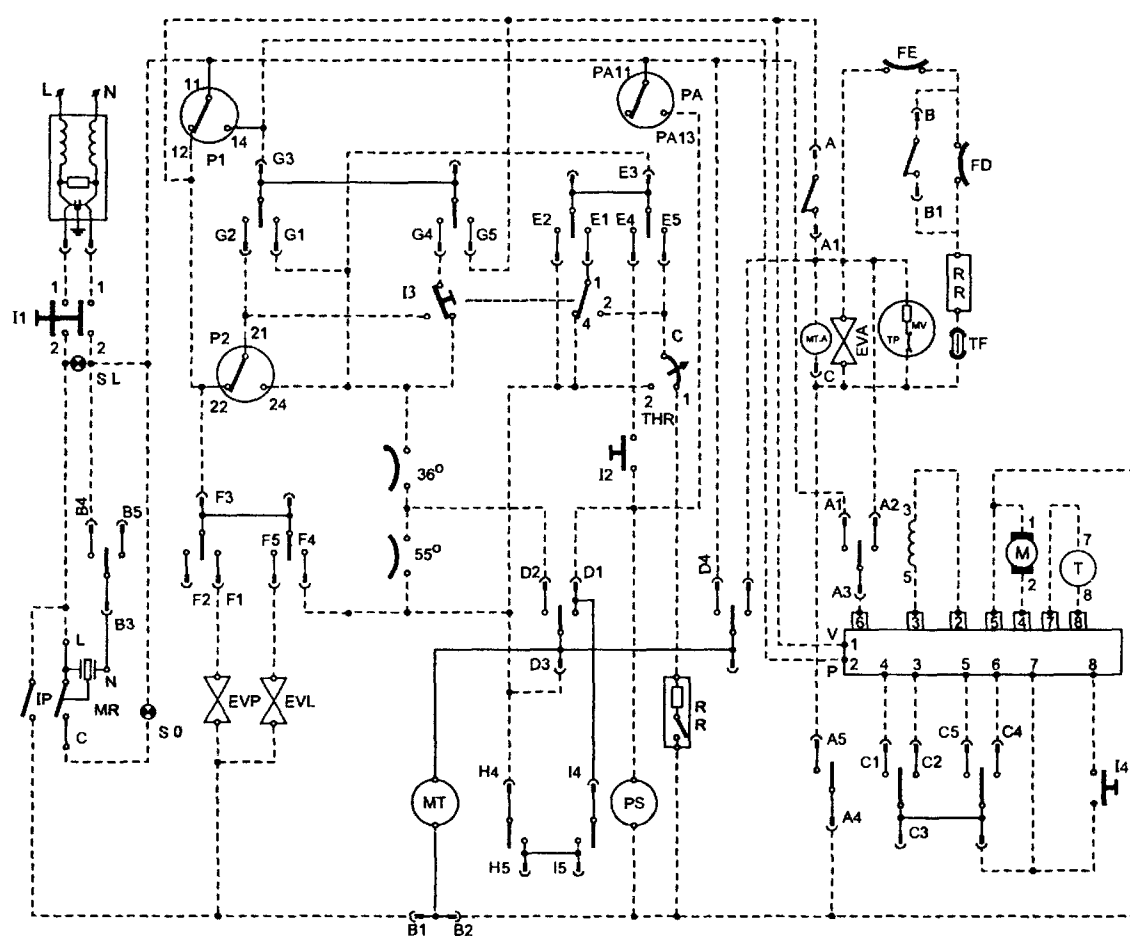 L N
11
12
14
P1
PA11
PA
PA13
FE
B
FD
B1
A
A1
G3
G2
G1
G4
G5
E3
E2
E1
E4
E5
R
R
TF
MV
TP
MT.A
EVA
C
I1
1
1
2
2
S L
I3
1
2
4
C
2
1
THR
P2
21
22
24
36°
I2
55°
B4
B5
B3
F3
F5
F4
F2
F1
D2
D1
D3
D4
A1
A2
A3
3
5
1
M
2
7
T
8
6
3
2
5
4
7
8
V
P
1
2
4
3
5
6
7
8
L
N
IP
MR
C
S 0
EVP
EVL
R
R
MT
H4
I4
PS
H5
I5
A5
A4
C1
C2
C5
C4
C3
I4
B1
B2